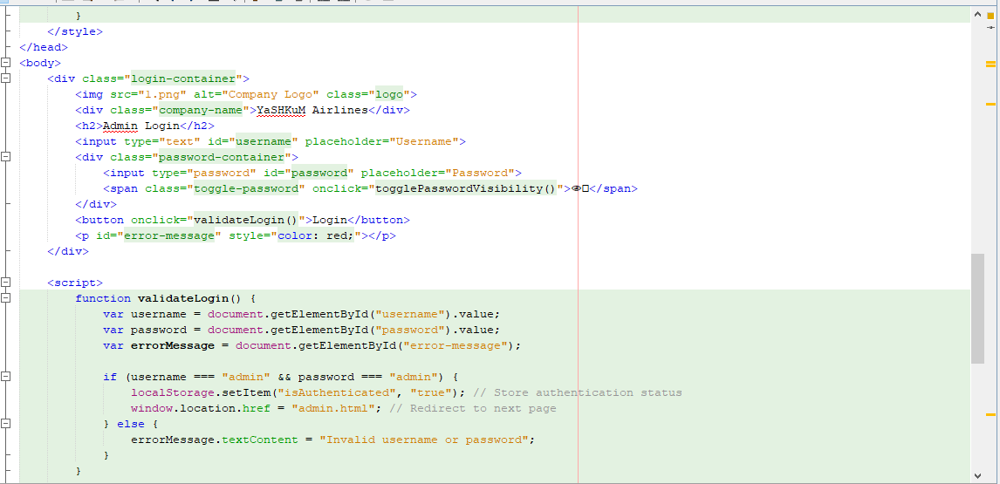 }
</style>
</head>
<body>
<div class="login-container">
<img src="1.png" alt="Company Logo" class="logo">
<div class="company-name">YaSHKuM Airlines</div>
<h2>Admin Login</h2>
<input type="text" id="username" placeholder="Username">
<div class="password-container">
<input type="password" id="password" placeholder="Password">
<span class="toggle-password" onclick="togglePasswordVisibility()">👁□</span>
</div>
<button onclick="validateLogin()">Login</button>
<p id="error-message" style="color: red;"></p>
</div>
<script>
function validateLogin() {
var username = document.getElementById("username").value;
var password = document.getElementById("password").value;
var errorMessage = document.getElementById("error-message");
if (username === "admin" && password === "admin") {
localStorage.setItem("isAuthenticated", "true"); // Store authentication status
window.location.href = "admin.html"; // Redirect to next page
} else {
errorMessage.textContent = "Invalid username or password";
}
}